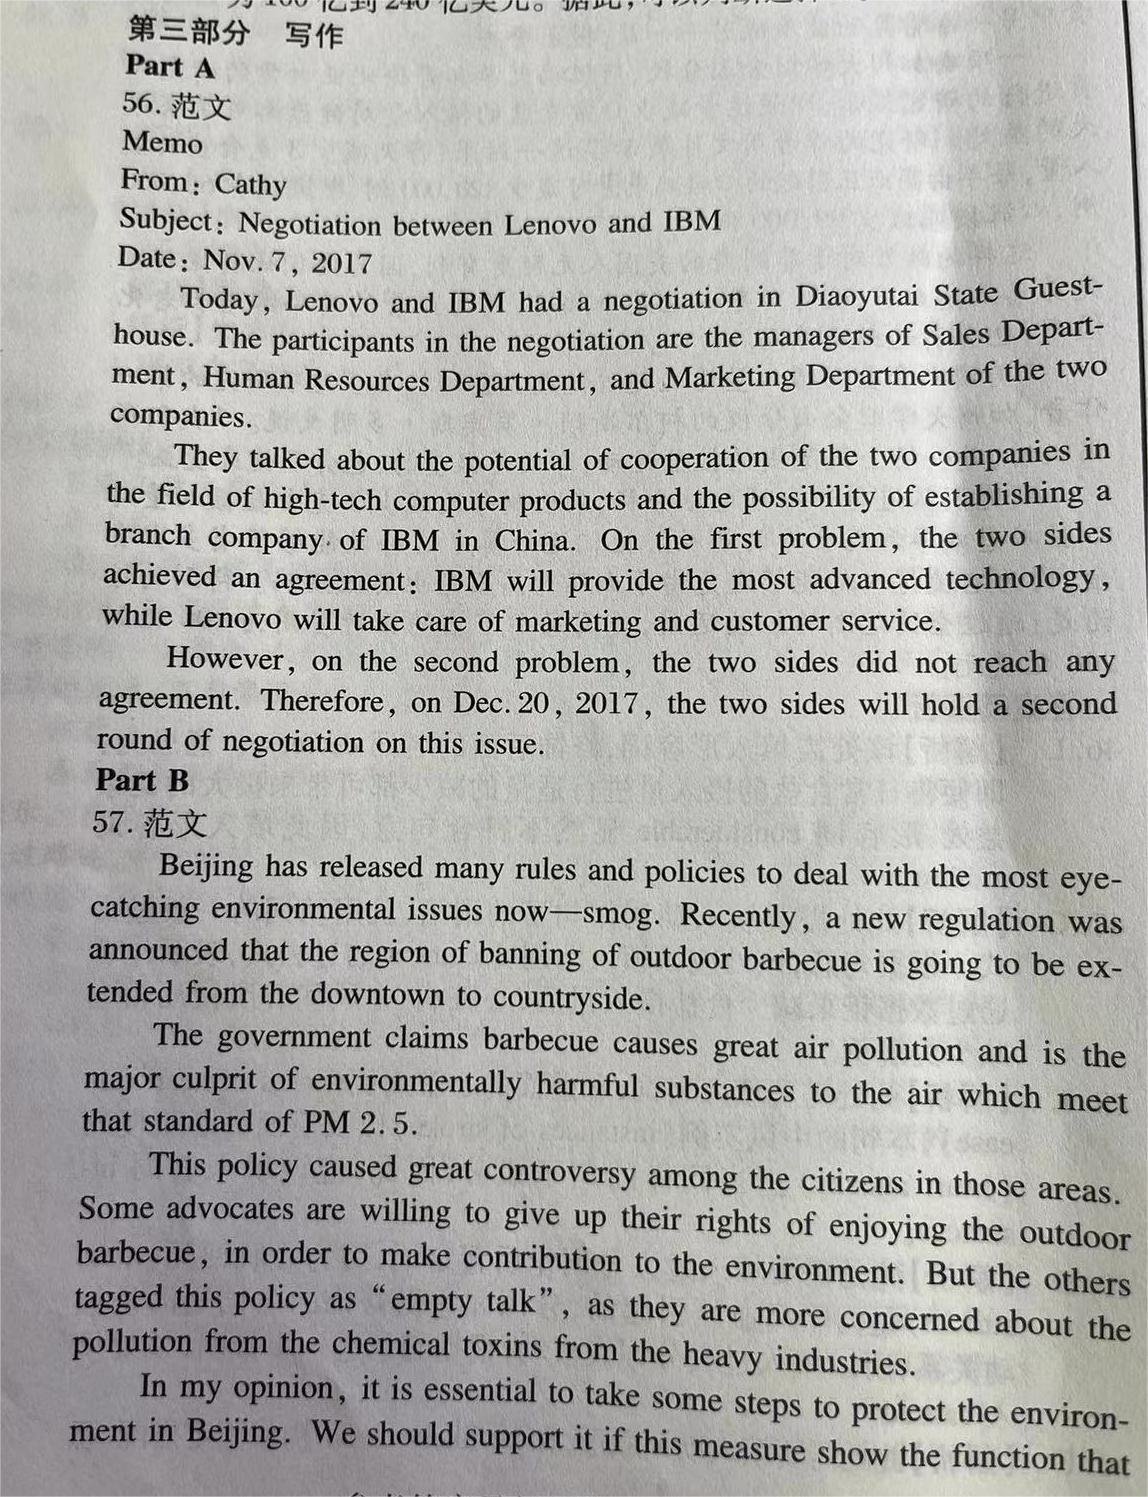 第三部分 写作
Part A
56. 范文
Memo
From: Cathy
Subject: Negotiation between Lenovo and IBM
Date: Nov. 7, 2017
Today, Lenovo and IBM had a negotiation in Diaoyutai State Guest-
house. The participants in the negotiation are the managers of Sales Depart-
ment, Human Resources Department, and Marketing Department of the two
companies.
They talked about the potential of cooperation of the two companies in
the field of high-tech computer products and the possibility of establishing a
branch company of IBM in China. On the first problem, the two sides
achieved an agreement: IBM will provide the most advanced technology,
while Lenovo will take care of marketing and customer service.
However, on the second problem, the two sides did not reach any
agreement. Therefore, on Dec. 20, 2017, the two sides will hold a second
round of negotiation on this issue.
Part B
57. 范文
Beijing has released many rules and policies to deal with the most eye-
catching environmental issues now—smog. Recently, a new regulation was
announced that the region of banning of outdoor barbecue is going to be ex-
tended from the downtown to countryside.
The government claims barbecue causes great air pollution and is the
major culprit of environmentally harmful substances to the air which meet
that standard of PM 2.5.
This policy caused great controversy among the citizens in those areas.
Some advocates are willing to give up their rights of enjoying the outdoor
barbecue, in order to make contribution to the environment. But the others
tagged this policy as “empty talk”, as they are more concerned about the
pollution from the chemical toxins from the heavy industries.
In my opinion, it is essential to take some steps to protect the environ-
ment in Beijing. We should support it if this measure show the function that